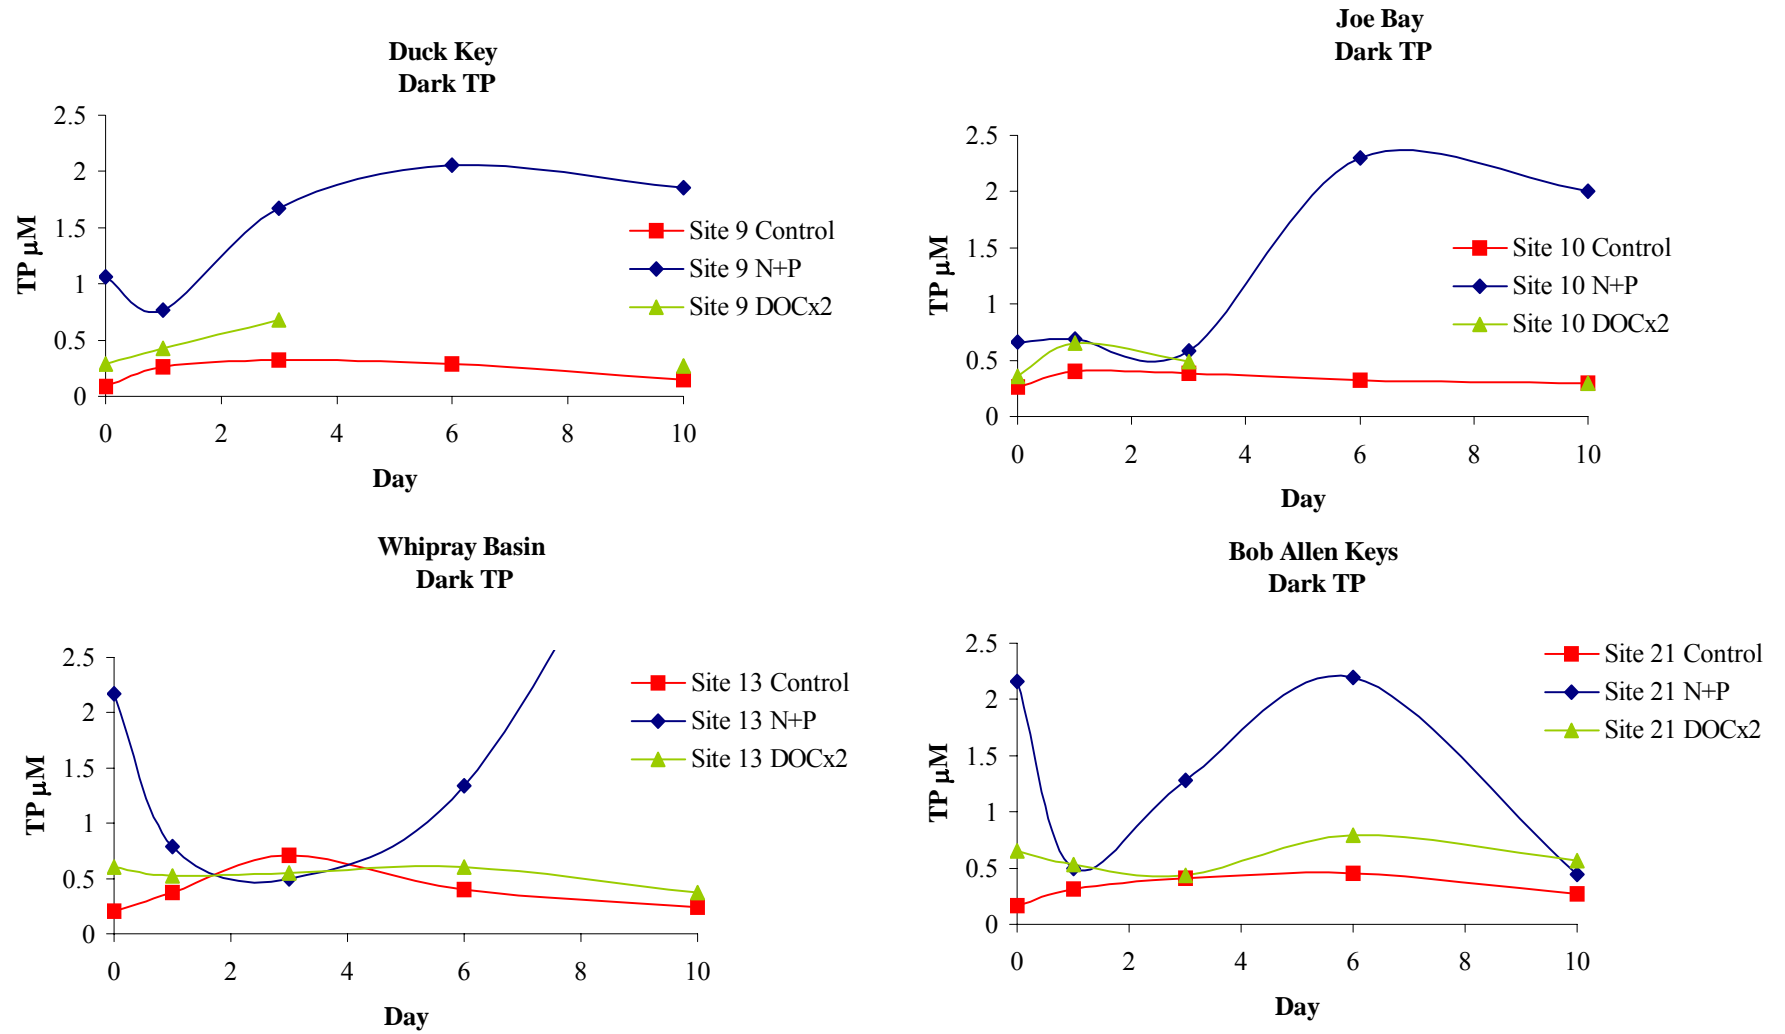 Duck Key
Dark TP
2.5
2
1.5
1
0.5
0
0 2 4 6 8 10
TP μM
Day
Site 9 Control
Site 9 N+P
Site 9 DOCx2
Joe Bay
Dark TP
2.5
2
1.5
1
0.5
0
0 2 4 6 8 10
TP μM
Day
Site 10 Control
Site 10 N+P
Site 10 DOCx2
Whipray Basin
Dark TP
2.5
2
1.5
1
0.5
0
0 2 4 6 8 10
TP μM
Day
Site 13 Control
Site 13 N+P
Site 13 DOCx2
Bob Allen Keys
Dark TP
2.5
2
1.5
1
0.5
0
0 2 4 6 8 10
TP μM
Day
Site 21 Control
Site 21 N+P
Site 21 DOCx2